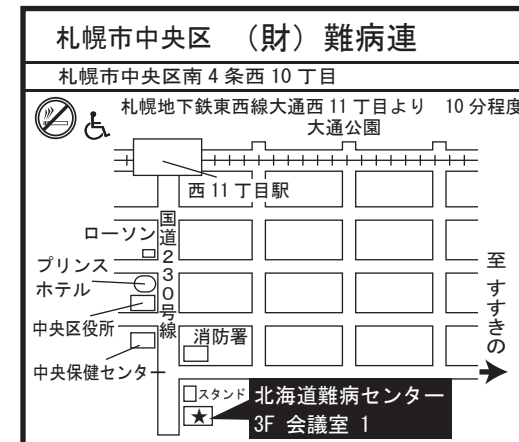 札幌市中央区 (財)難病連
札幌市中央区南4条西10丁目
札幌地下鉄東西線大通西11丁目より 10分程度
大通公園
西11丁目駅
ローソン
国道230号線
プリンス
ホテル
中央区役所
消防署
中央保健センター
至すすきの
スタンド
北海道難病センター
3F 会議室 1